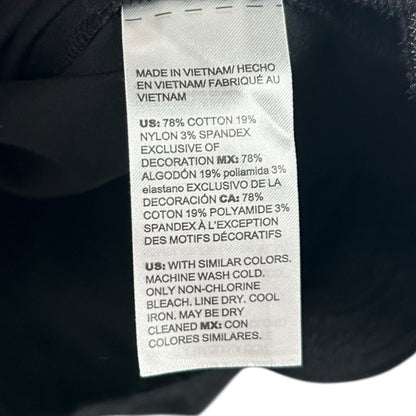 MADE IN VIETNAM/ HECHO
EN VIETNAM/ FABRIQUÉ AU
VIETNAM
US: 78% COTTON 19%
NYLON 3% SPANDEX
EXCLUSIVE OF
DECORATION MX: 78%
ALGODÓN 19% poliamida 3%
elastano EXCLUSIVO DE LA
DECORACIÓN CA: 78%
COTON 19% POLYAMIDE 3%
SPANDEX À L'EXCEPTION
DES MOTIFS DÉCORATIFS
US: WITH SIMILAR COLORS.
MACHINE WASH COLD.
ONLY NON-CHLORINE
BLEACH. LINE DRY. COOL
IRON. MAY BE DRY
CLEANED MX: CON
COLORES SIMILARES.